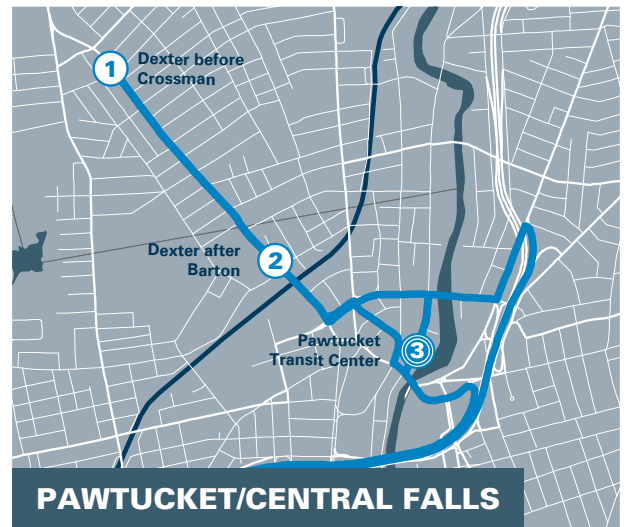 1
Dexter before
Crossman
Dexter after
Barton
2
Pawtucket
Transit Center
3
PAWTUCKET/CENTRAL FALLS